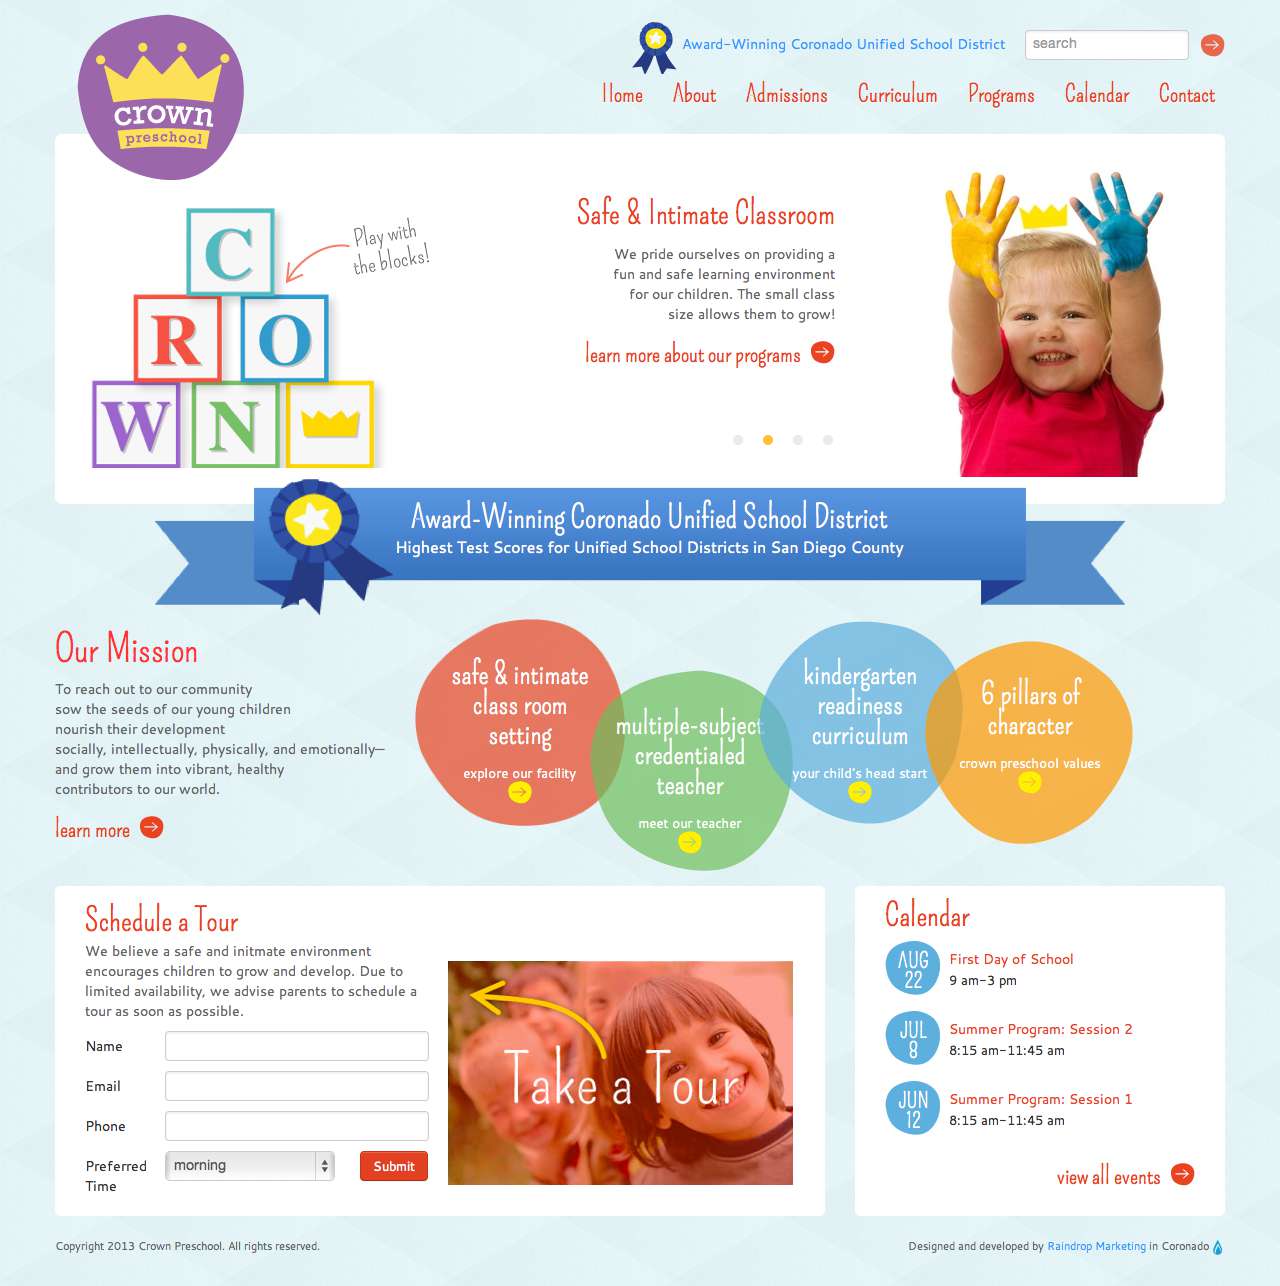 crown
preschool
Award-Winning Coronado Unified School District
search
Home About Admissions Curriculum Programs Calendar Contact
C
R O
W N
Play with
the blocks!
Safe & Intimate Classroom
We pride ourselves on providing a
fun and safe learning environment
for our children. The small class
size allows them to grow!
learn more about our programs
Award-Winning Coronado Unified School District
Highest Test Scores for Unified School Districts in San Diego County
Our Mission
To reach out to our community
sow the seeds of our young children
nourish their development
socially, intellectually, physically, and emotionally—
and grow them into vibrant, healthy
contributors to our world.
learn more
safe & intimate
class room
setting
explore our facility
multiple-subject
credentialed
teacher
meet our teacher
kindergarten
readiness
curriculum
your child's head start
6 pillars of
character
crown preschool values
Schedule a Tour
We believe a safe and initmate environment
encourages children to grow and develop. Due to
limited availability, we advise parents to schedule a
tour as soon as possible.
Name
Email
Phone
Preferred
Time
morning
Submit
Take a Tour
Calendar
AUG
22
First Day of School
9 am-3 pm
JUL
8
Summer Program: Session 2
8:15 am-11:45 am
JUN
12
Summer Program: Session 1
8:15 am-11:45 am
view all events
Copyright 2013 Crown Preschool. All rights reserved.
Designed and developed by Raindrop Marketing in Coronado